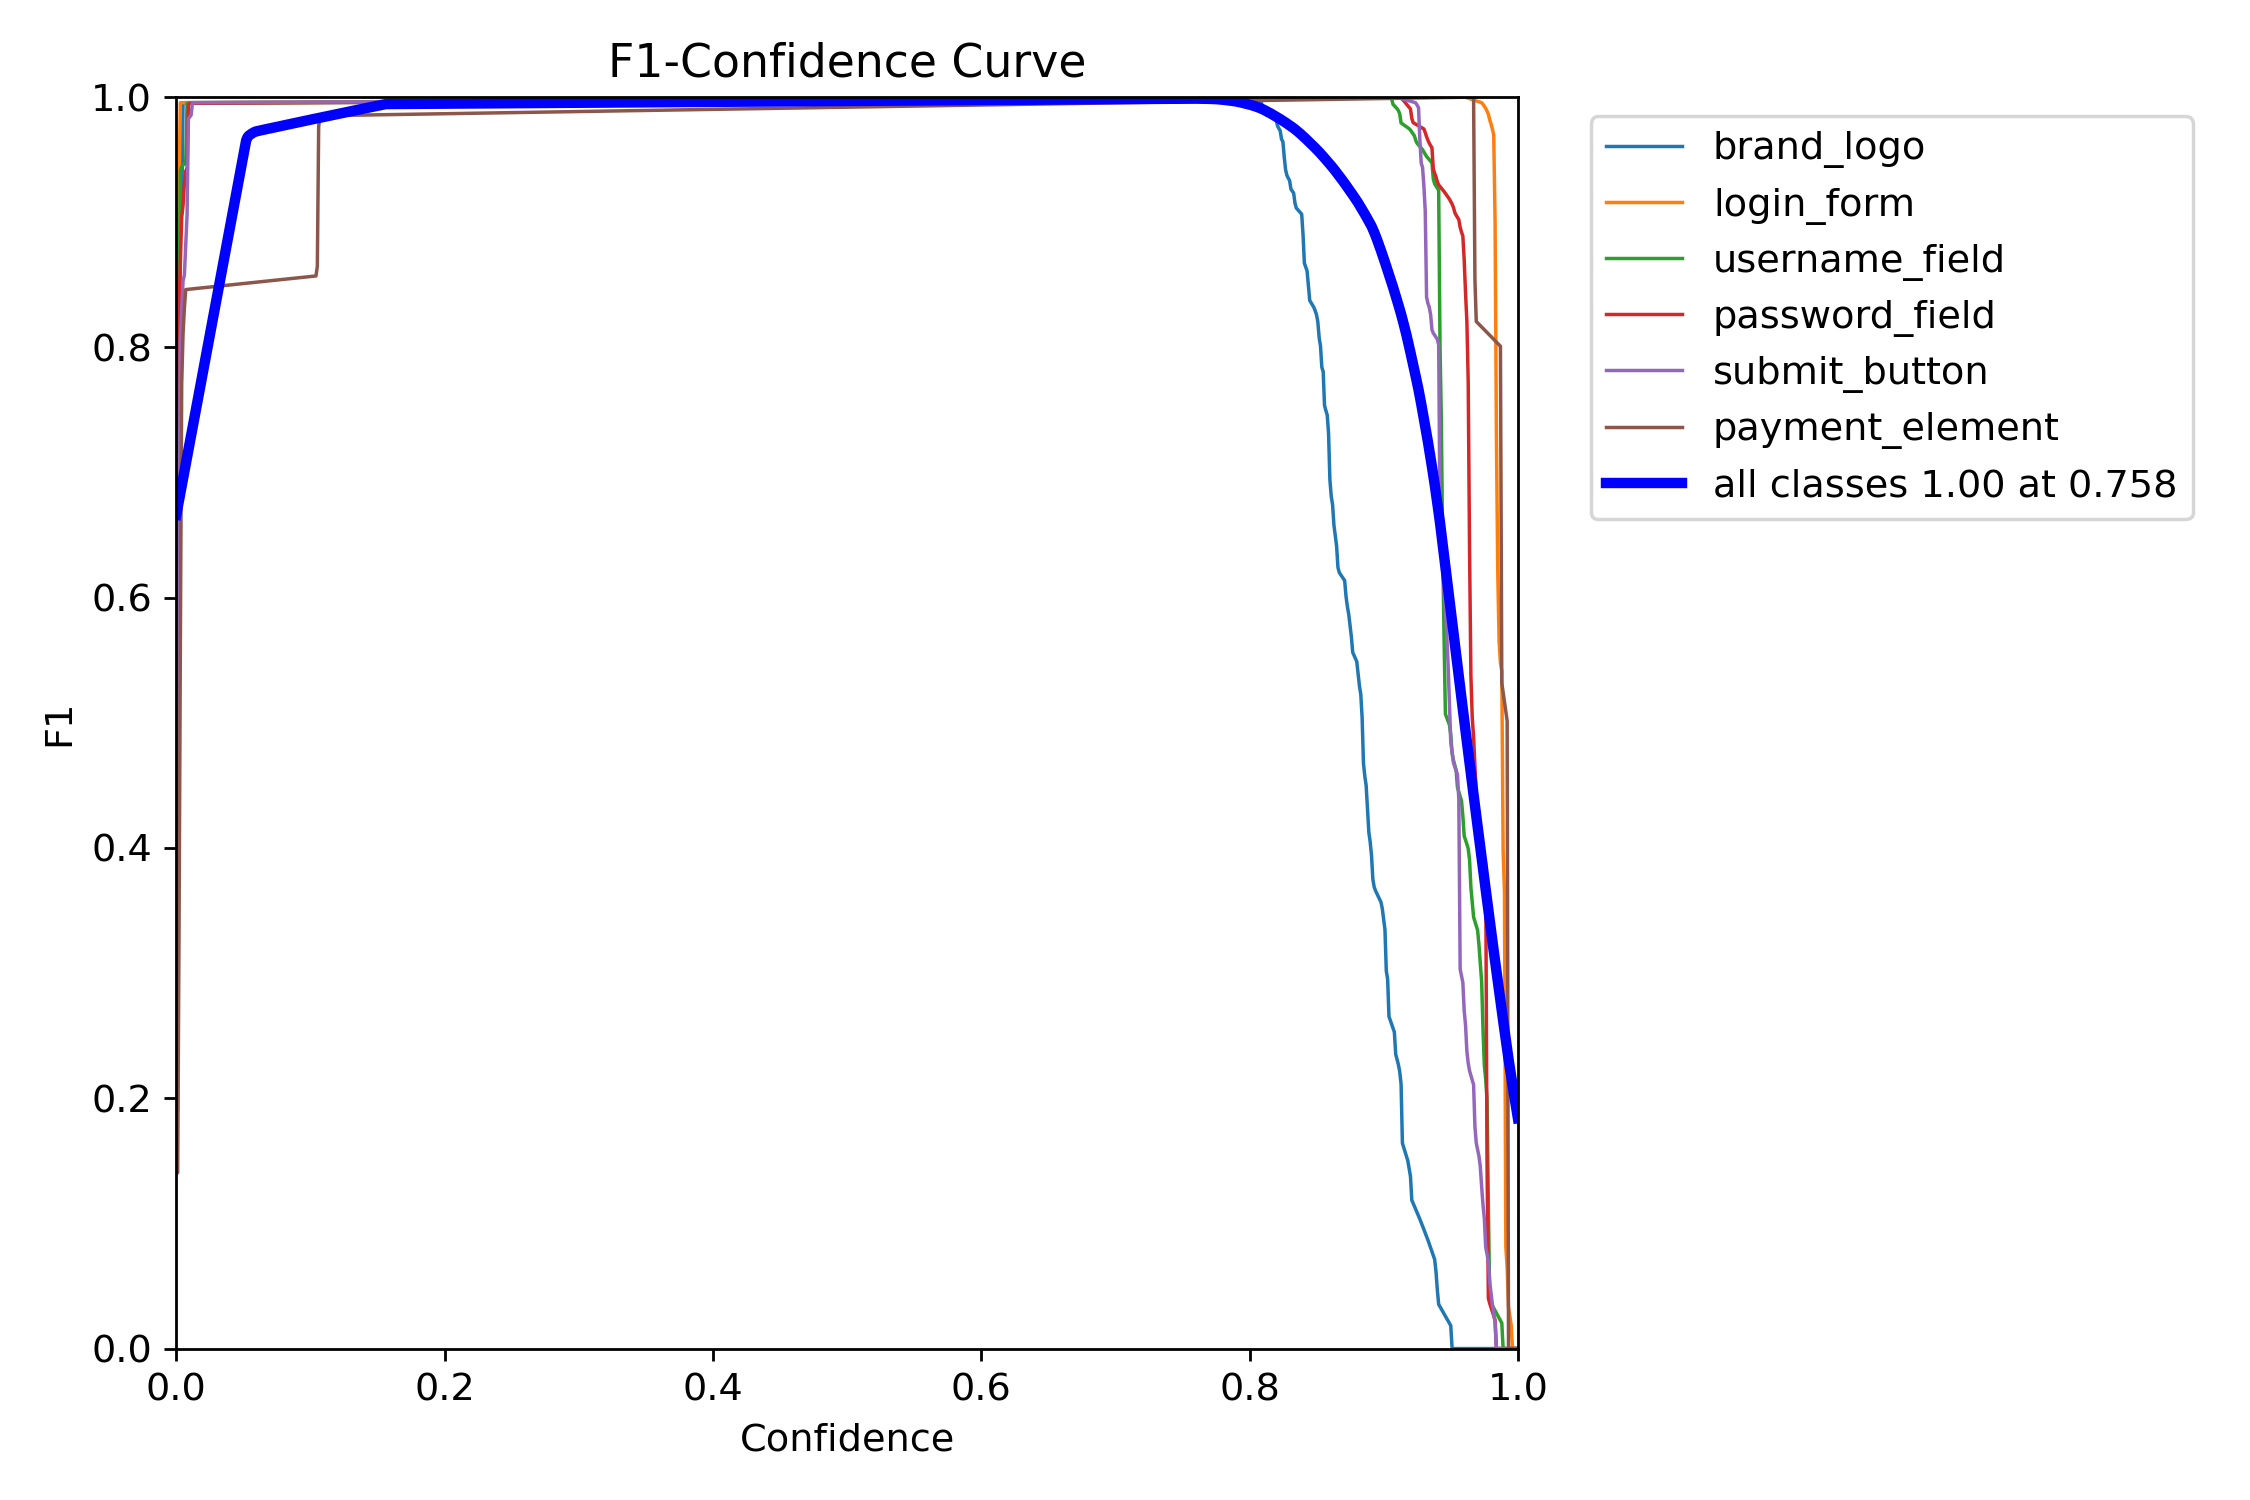 F1-Confidence Curve
1.0
0.8
0.6
0.4
0.2
0.0
F1
0.0 0.2 0.4 0.6 0.8 1.0
Confidence
brand_logo
login_form
username_field
password_field
submit_button
payment_element
all classes 1.00 at 0.758